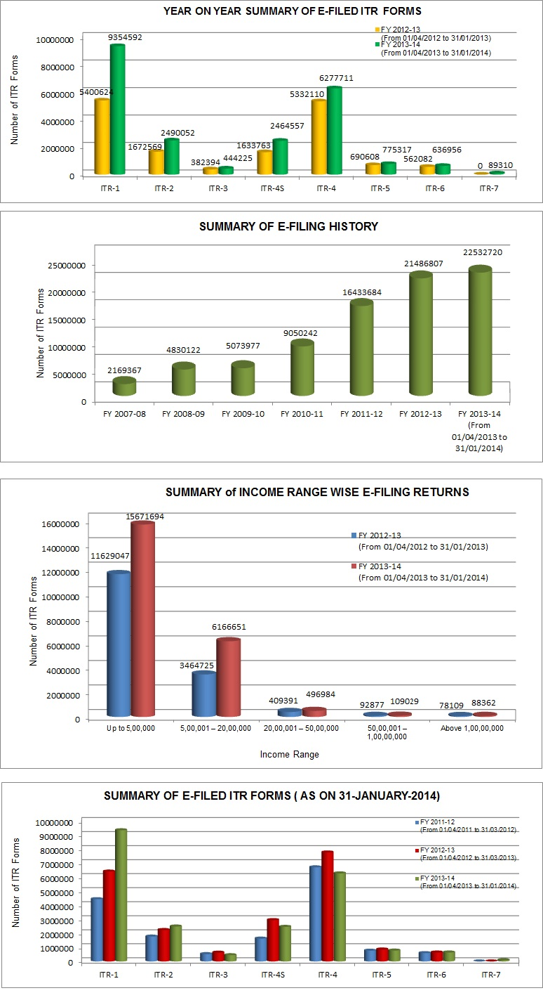 YEAR ON YEAR SUMMARY OF E-FILED ITR FORMS
FY 2012-13
(From 01/04/2012 to 31/01/2013)
FY 2013-14
(From 01/04/2013 to 31/01/2014)
Number of ITR Forms
10000000
8000000
6000000
4000000
2000000
0
5400624
9354592
1672569
2490052
382394
444225
1633763
2464557
5332110
6277711
690608
775317
562082
636956
0
89310
ITR-1
ITR-2
ITR-3
ITR-4S
ITR-4
ITR-5
ITR-6
ITR-7
SUMMARY OF E-FILING HISTORY
Number of ITR Forms
25000000
20000000
15000000
10000000
5000000
0
2169367
4830122
5073977
9050242
16433684
21486807
22532720
FY 2007-08
FY 2008-09
FY 2009-10
FY 2010-11
FY 2011-12
FY 2012-13
FY 2013-14
(From
01/04/2013 to
31/01/2014)
SUMMARY of INCOME RANGE WISE E-FILING RETURNS
FY 2012-13
(From 01/04/2012 to 31/01/2013)
FY 2013-14
(From 01/04/2013 to 31/01/2014)
Number of ITR Forms
16000000
14000000
12000000
10000000
8000000
6000000
4000000
2000000
0
11629047
15671694
3464725
6166651
409391
496984
92877
109029
78109
88362
Up to 5,00,000
5,00,001 – 20,00,000
20,00,001 – 50,00,000
50,00,001 –
1,00,00,000
Above 1,00,00,000
Income Range
SUMMARY OF E-FILED ITR FORMS ( AS ON 31-JANUARY-2014)
FY 2011-12
(From 01/04/2011 to 31/03/2012)
FY 2012-13
(From 01/04/2012 to 31/03/2013)
FY 2013-14
(From 01/04/2013 to 31/01/2014)
Number of ITR Forms
10000000
9000000
8000000
7000000
6000000
5000000
4000000
3000000
2000000
1000000
0
ITR-1
ITR-2
ITR-3
ITR-4S
ITR-4
ITR-5
ITR-6
ITR-7